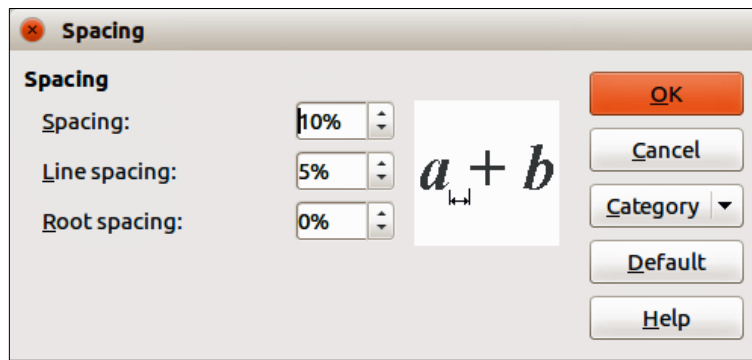 Spacing
Spacing
Spacing: 10%
Line spacing: 5%
Root spacing: 0%
a + b
OK
Cancel
Category
Default
Help